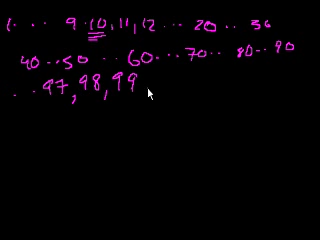 1 · · · 9 · 10, 11, 12 · · · 20 · · 30
40 · · 50 · · 60 · · · 70 · · 80 · · 90
· · 97, 98, 99